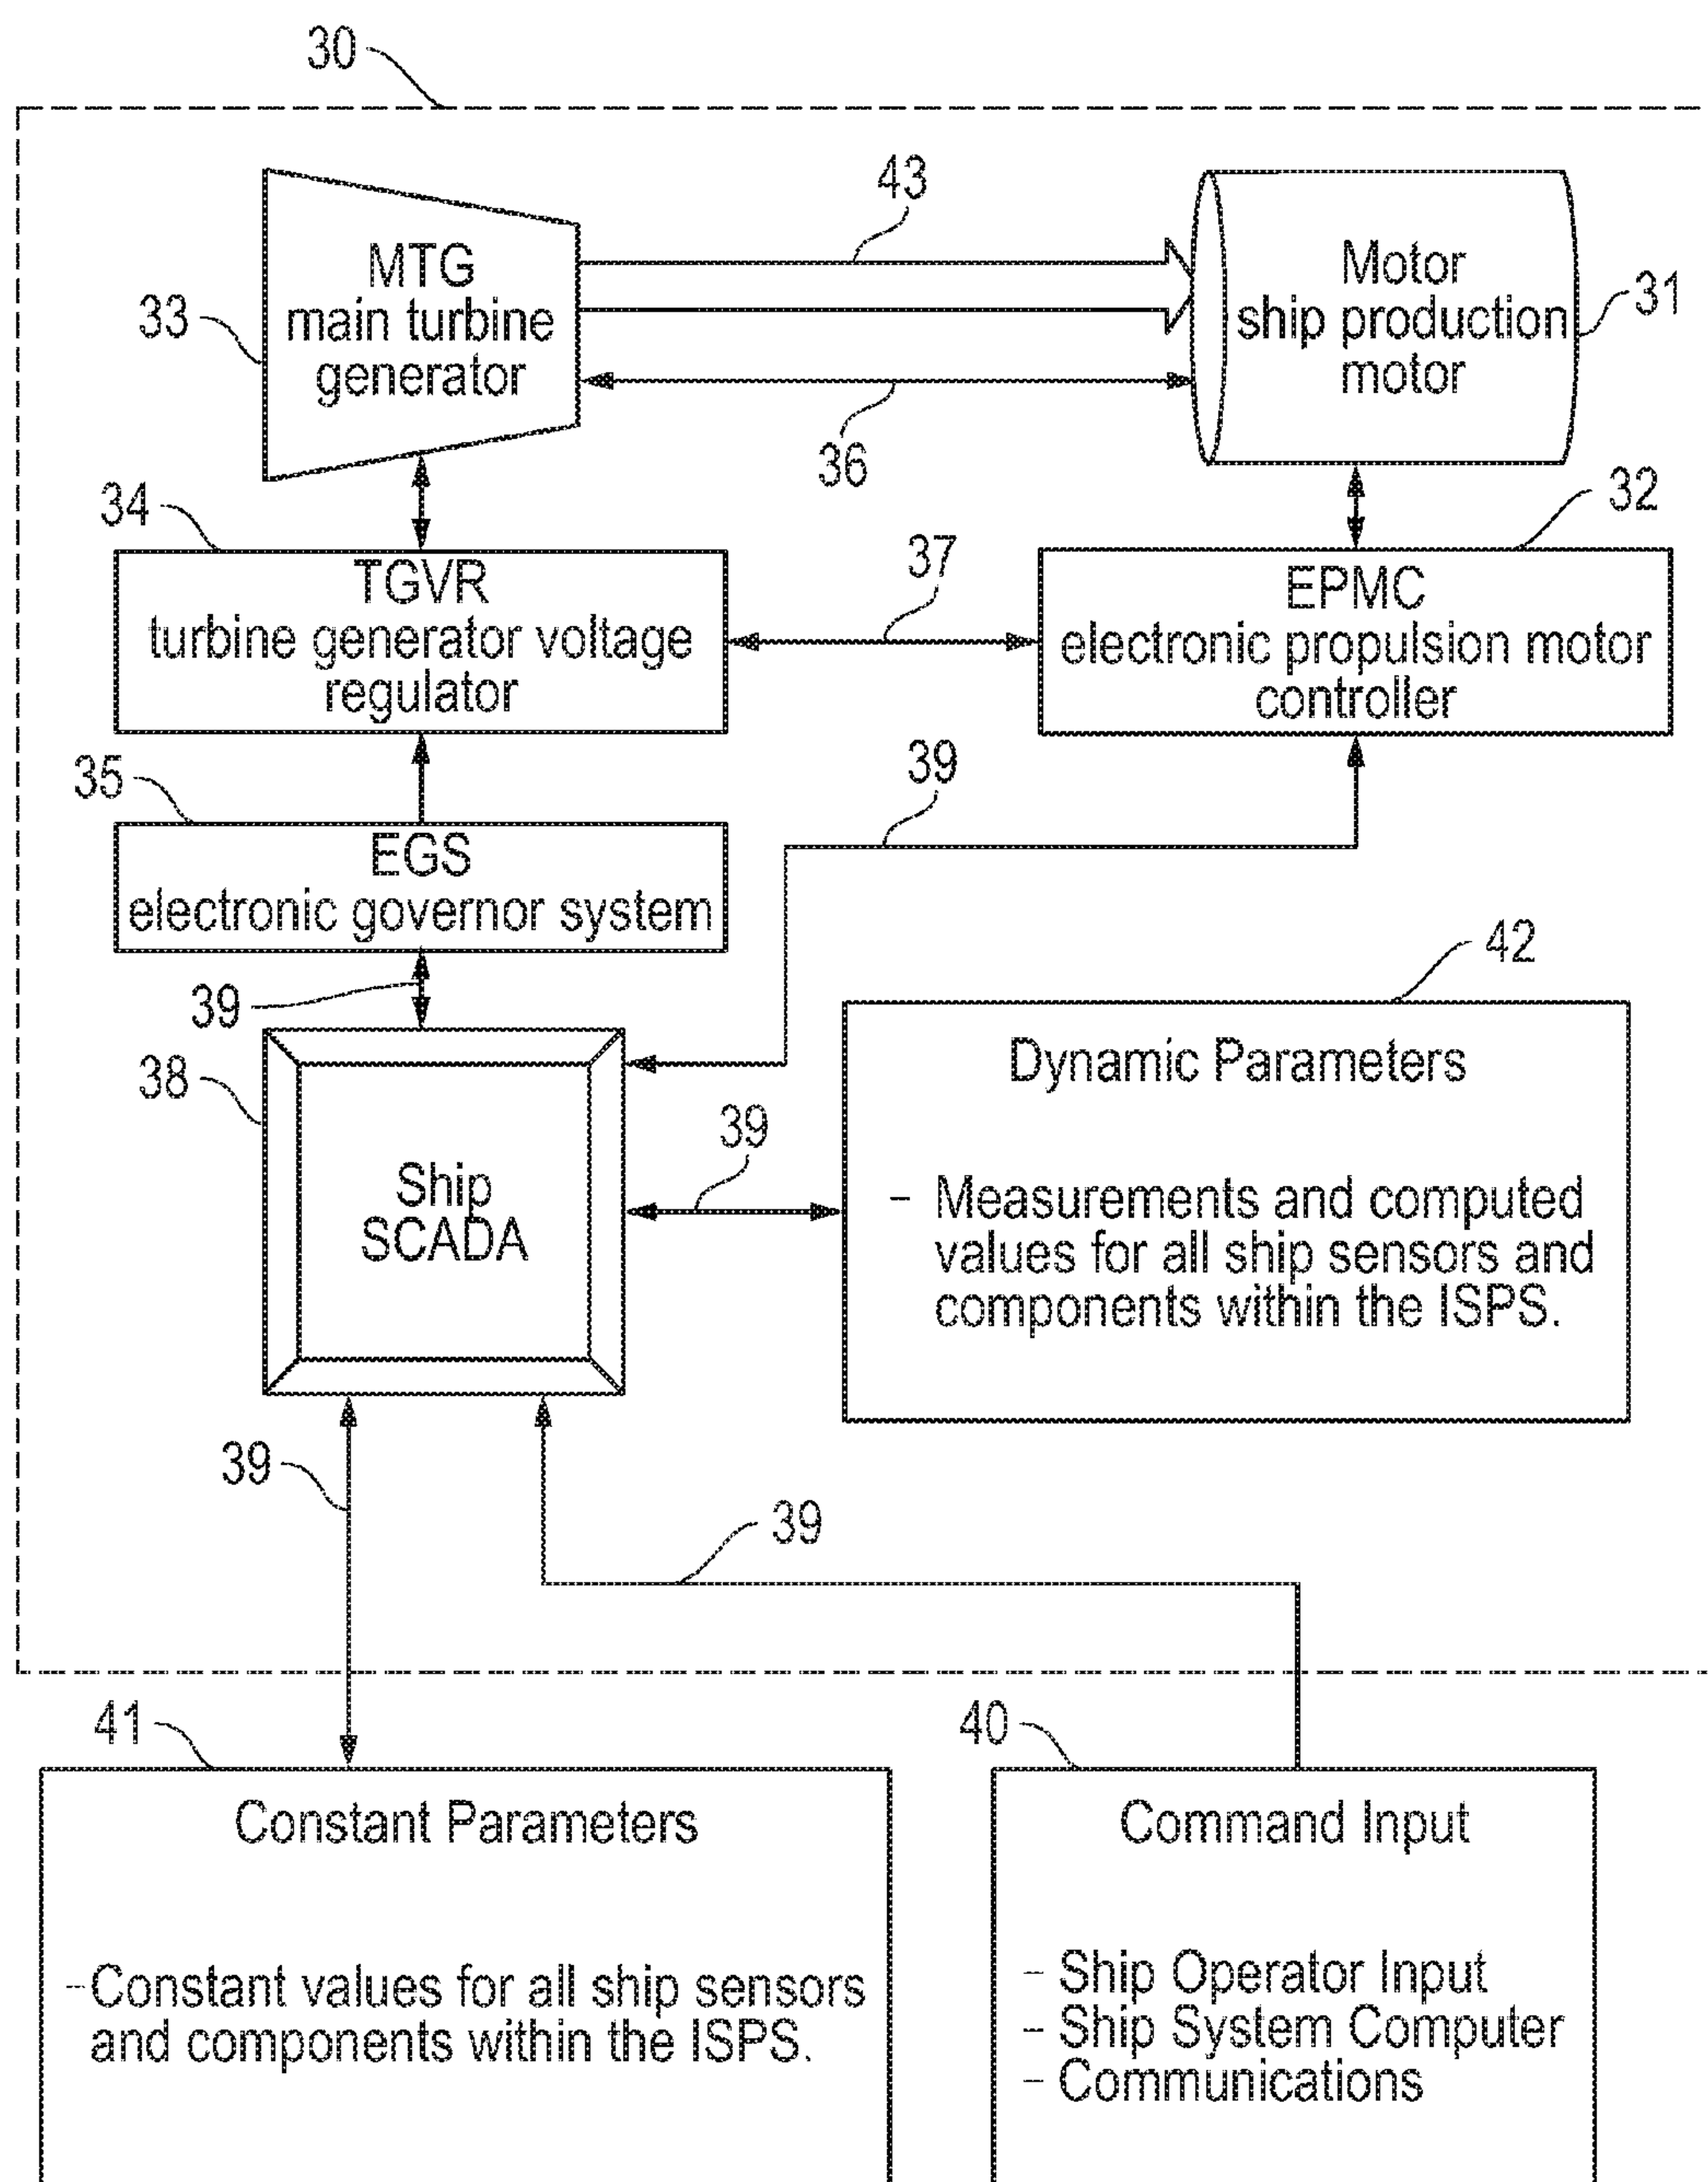 30
43
MTG
main turbine
generator
33
Motor
ship production
motor
31
36
34
32
TGVR
turbine generator voltage
regulator
37
EPMC
electronic propulsion motor
controller
35
39
EGS
electronic governor system
39
42
38
Ship
SCADA
39
Dynamic Parameters
- Measurements and computed
values for all ship sensors and
components within the ISPS.
39
39
41
40
Constant Parameters
-Constant values for all ship sensors
and components within the ISPS.
Command Input
- Ship Operator Input
- Ship System Computer
- Communications